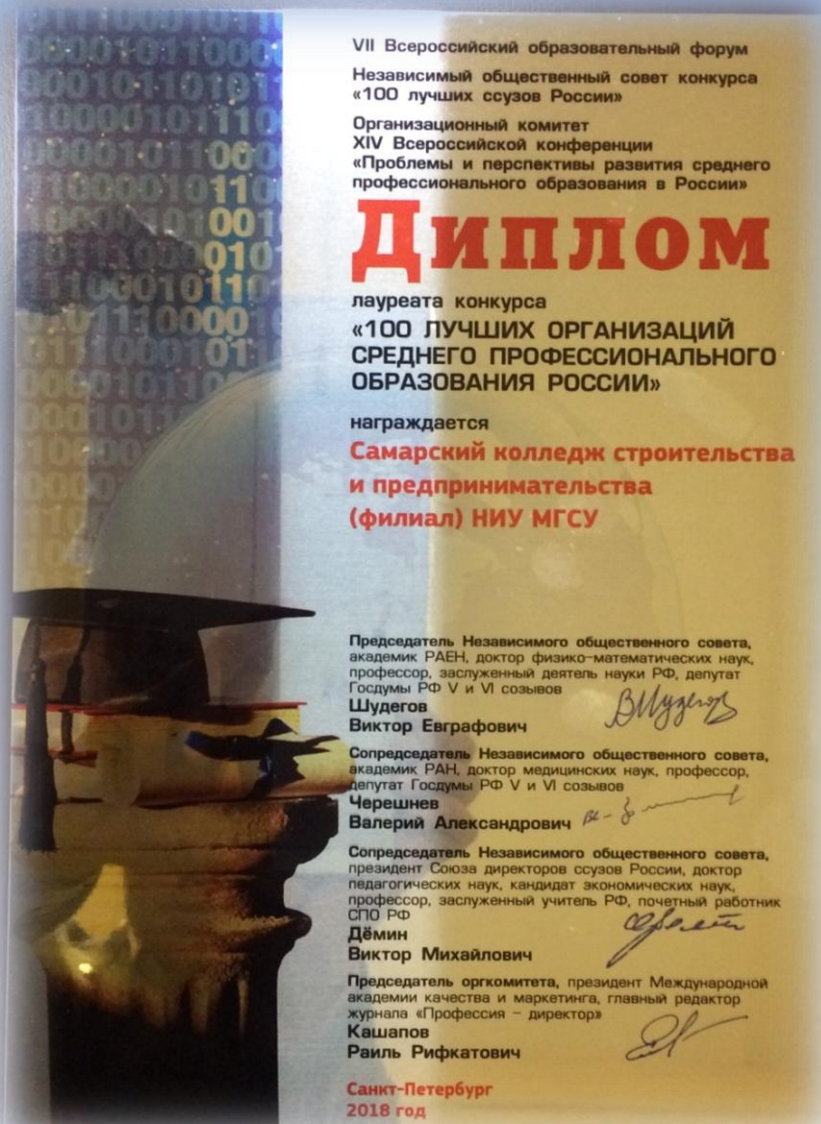 VII Всероссийский образовательный форум
Независимый общественный совет конкурса
«100 лучших ссузов России»
Организационный комитет
XIV Всероссийской конференции
«Проблемы и перспективы развития среднего
профессионального образования в России»
Диплом
лауреата конкурса
«100 ЛУЧШИХ ОРГАНИЗАЦИЙ
СРЕДНЕГО ПРОФЕССИОНАЛЬНОГО
ОБРАЗОВАНИЯ РОССИИ»
награждается
Самарский колледж строительства
и предпринимательства
(филиал) НИУ МГСУ
Председатель Независимого общественного совета,
академик РАЕН, доктор физико-математических наук,
профессор, заслуженный деятель науки РФ, депутат
Госдумы РФ V и VI созывов
Шудегов
Виктор Евграфович
Сопредседатель Независимого общественного совета,
академик РАН, доктор медицинских наук, профессор,
депутат Госдумы РФ V и VI созывов
Черешнев
Валерий Александрович
Сопредседатель Независимого общественного совета,
президент Союза директоров ссузов России, доктор
педагогических наук, кандидат экономических наук,
профессор, заслуженный учитель РФ, почетный работник
СПО РФ
Дёмин
Виктор Михайлович
Председатель оргкомитета, президент Международной
академии качества и маркетинга, главный редактор
журнала «Профессия – директор»
Кашапов
Раиль Рифкатович
Санкт-Петербург
2018 год